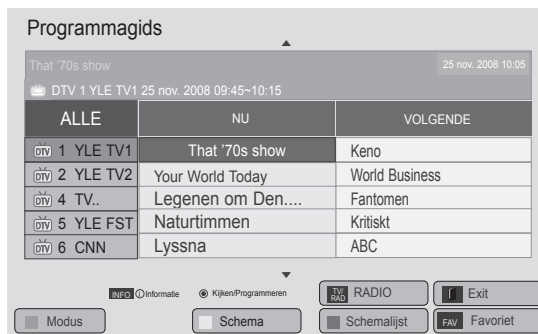 Programmagids
That '70s show 25 nov. 2008 10:05
DTV 1 YLE TV1 25 nov. 2008 09:45~10:15
ALLE NU VOLGENDE
DTV 1 YLE TV1 That '70s show Keno
DTV 2 YLE TV2 Your World Today World Business
DTV 4 TV.. Legenen om Den.... Fantomen
DTV 5 YLE FST Naturtimmen Kritiskt
DTV 6 CNN Lyssna ABC
INFO ⓘ Informatie ◉ Kijken/Programmeren TV/RAD RADIO Exit
Modus Schema Schemalijst FAV Favoriet